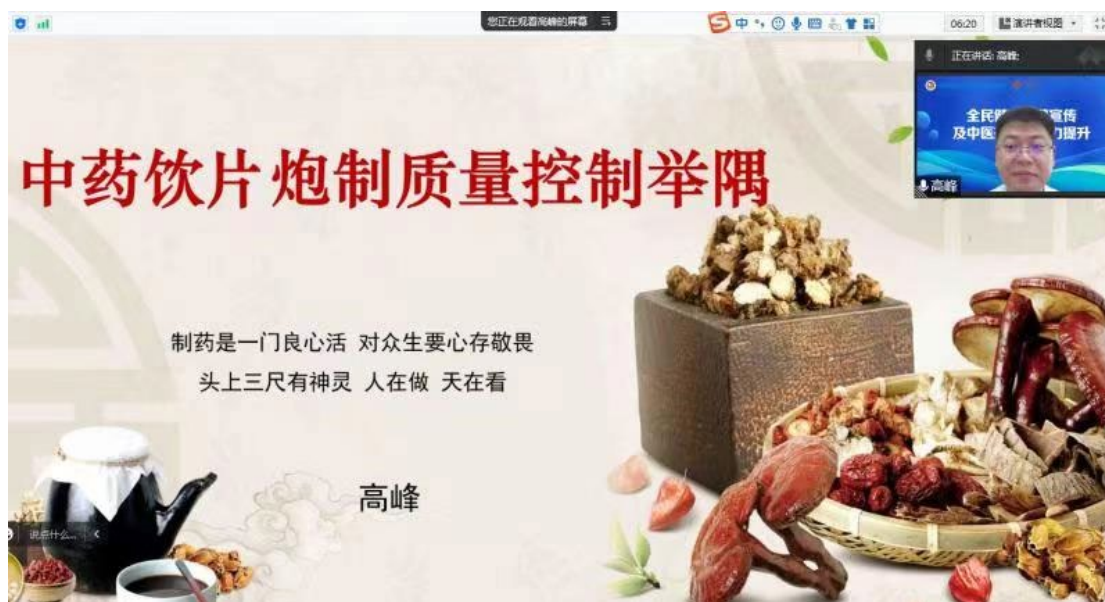 您正在观看高峰的屏幕
中
06:20
演讲者视图
正在讲话: 高峰;
全民
宣传
及中医
力提升
高峰
中药饮片炮制质量控制举隅
制药是一门良心活 对众生要心存敬畏
头上三尺有神灵 人在做 天在看
高峰
说点什么...